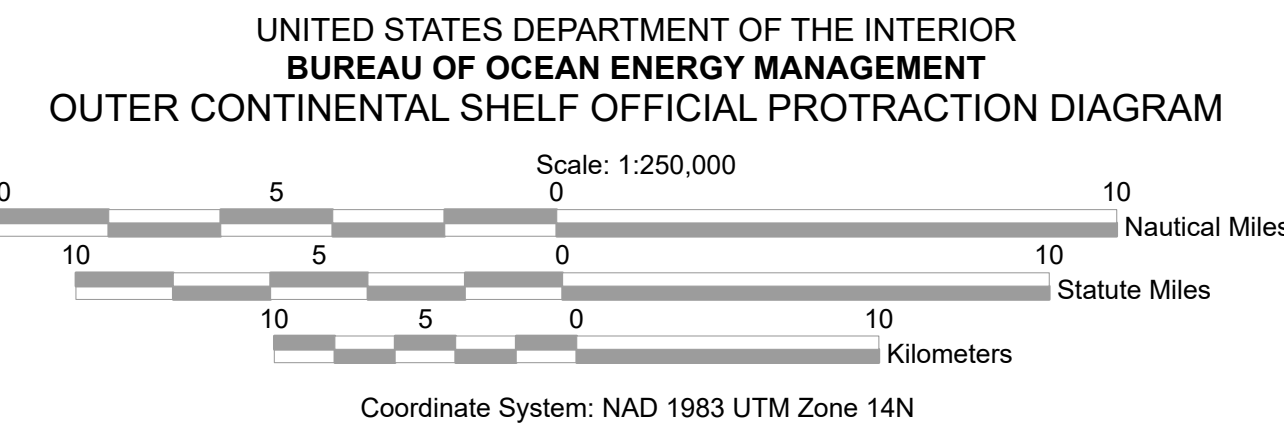 UNITED STATES DEPARTMENT OF THE INTERIOR
BUREAU OF OCEAN ENERGY MANAGEMENT
OUTER CONTINENTAL SHELF OFFICIAL PROTRACTION DIAGRAM
Scale: 1:250,000
0 5 0 10
Nautical Miles
10 5 0 10
Statute Miles
10 5 0 10
Kilometers
Coordinate System: NAD 1983 UTM Zone 14N